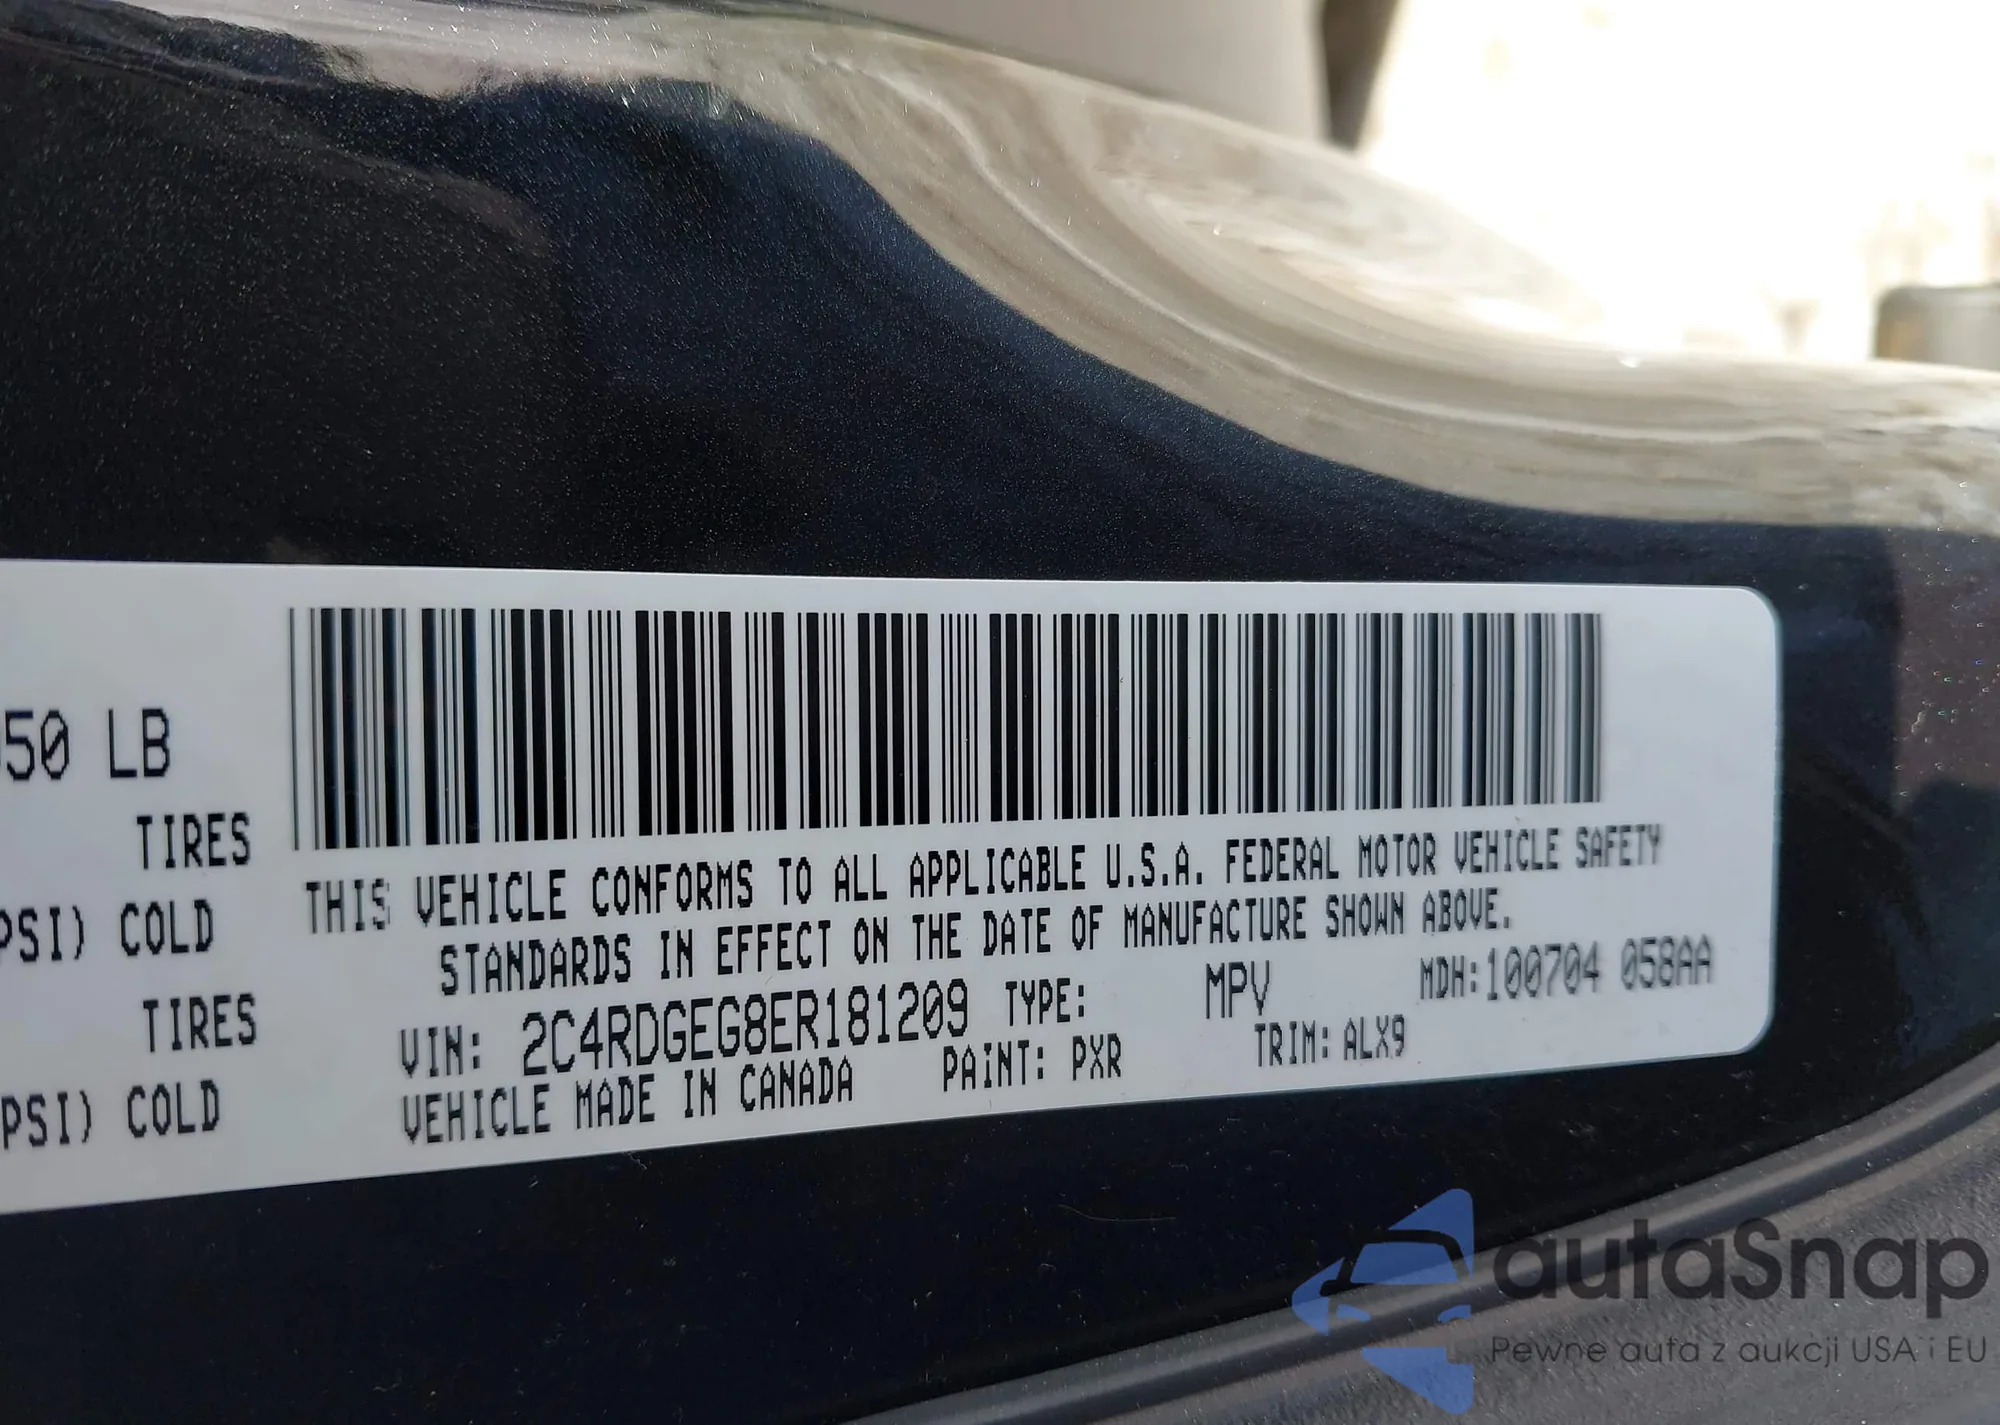 50 LB
TIRES
PSI) COLD
TIRES
PSI) COLD
THIS VEHICLE CONFORMS TO ALL APPLICABLE U.S.A. FEDERAL MOTOR VEHICLE SAFETY
STANDARDS IN EFFECT ON THE DATE OF MANUFACTURE SHOWN ABOVE.
VIN: 2C4RDGEG8ER181209 TYPE: MPV MDH:100704 058AA
VEHICLE MADE IN CANADA PAINT: PXR TRIM: ALX9
autaSnap
Pewne auta z aukcji USA i EU